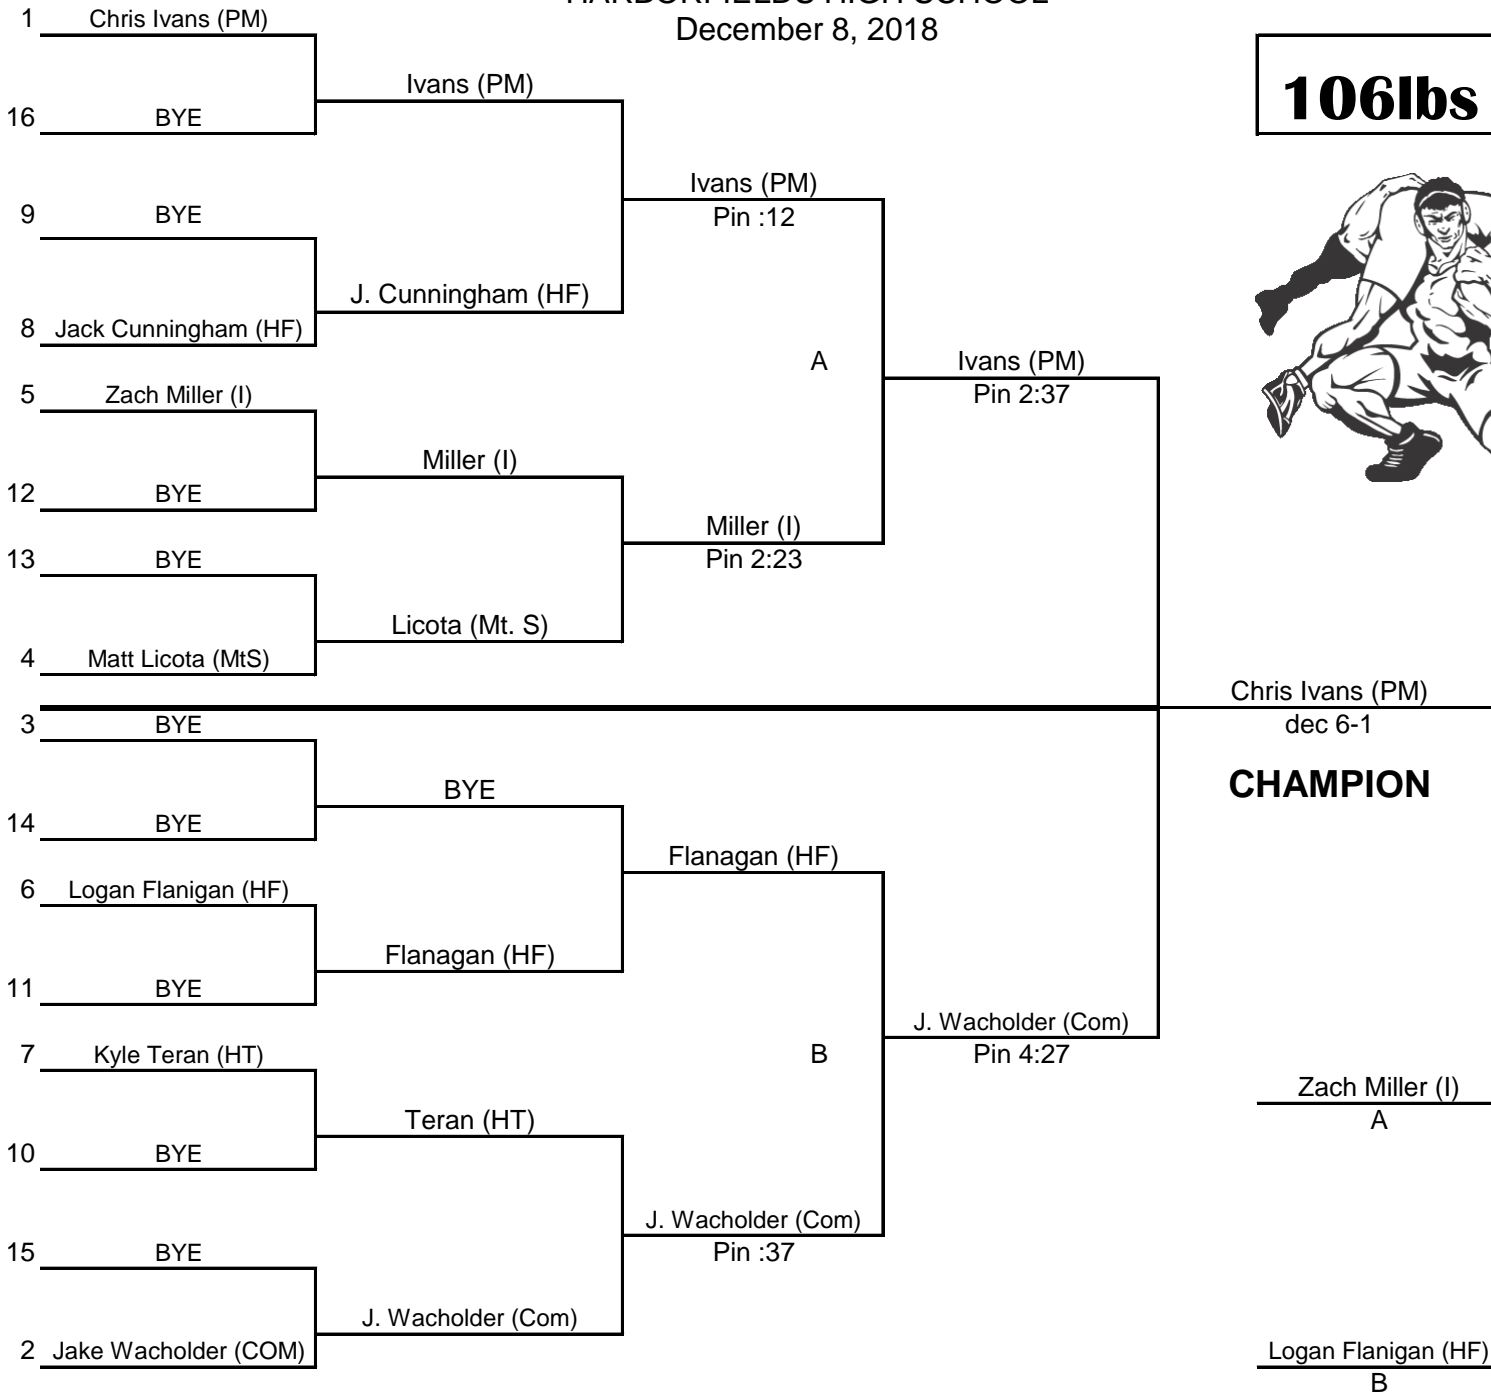 HARBORFIELDS HIGH SCHOOL
December 8, 2018
106lbs
1 Chris Ivans (PM)
Ivans (PM)
16 BYE
Ivans (PM)
Pin :12
9 BYE
J. Cunningham (HF)
8 Jack Cunningham (HF)
A
Ivans (PM)
Pin 2:37
5 Zach Miller (I)
Miller (I)
12 BYE
Miller (I)
Pin 2:23
13 BYE
Licota (Mt. S)
4 Matt Licota (MtS)
Chris Ivans (PM)
dec 6-1
CHAMPION
3 BYE
BYE
14 BYE
Flanagan (HF)
6 Logan Flanigan (HF)
Flanagan (HF)
11 BYE
J. Wacholder (Com)
Pin 4:27
B
7 Kyle Teran (HT)
Teran (HT)
10 BYE
J. Wacholder (Com)
Pin :37
15 BYE
J. Wacholder (Com)
2 Jake Wacholder (COM)
Zach Miller (I)
A
Logan Flanigan (HF)
B